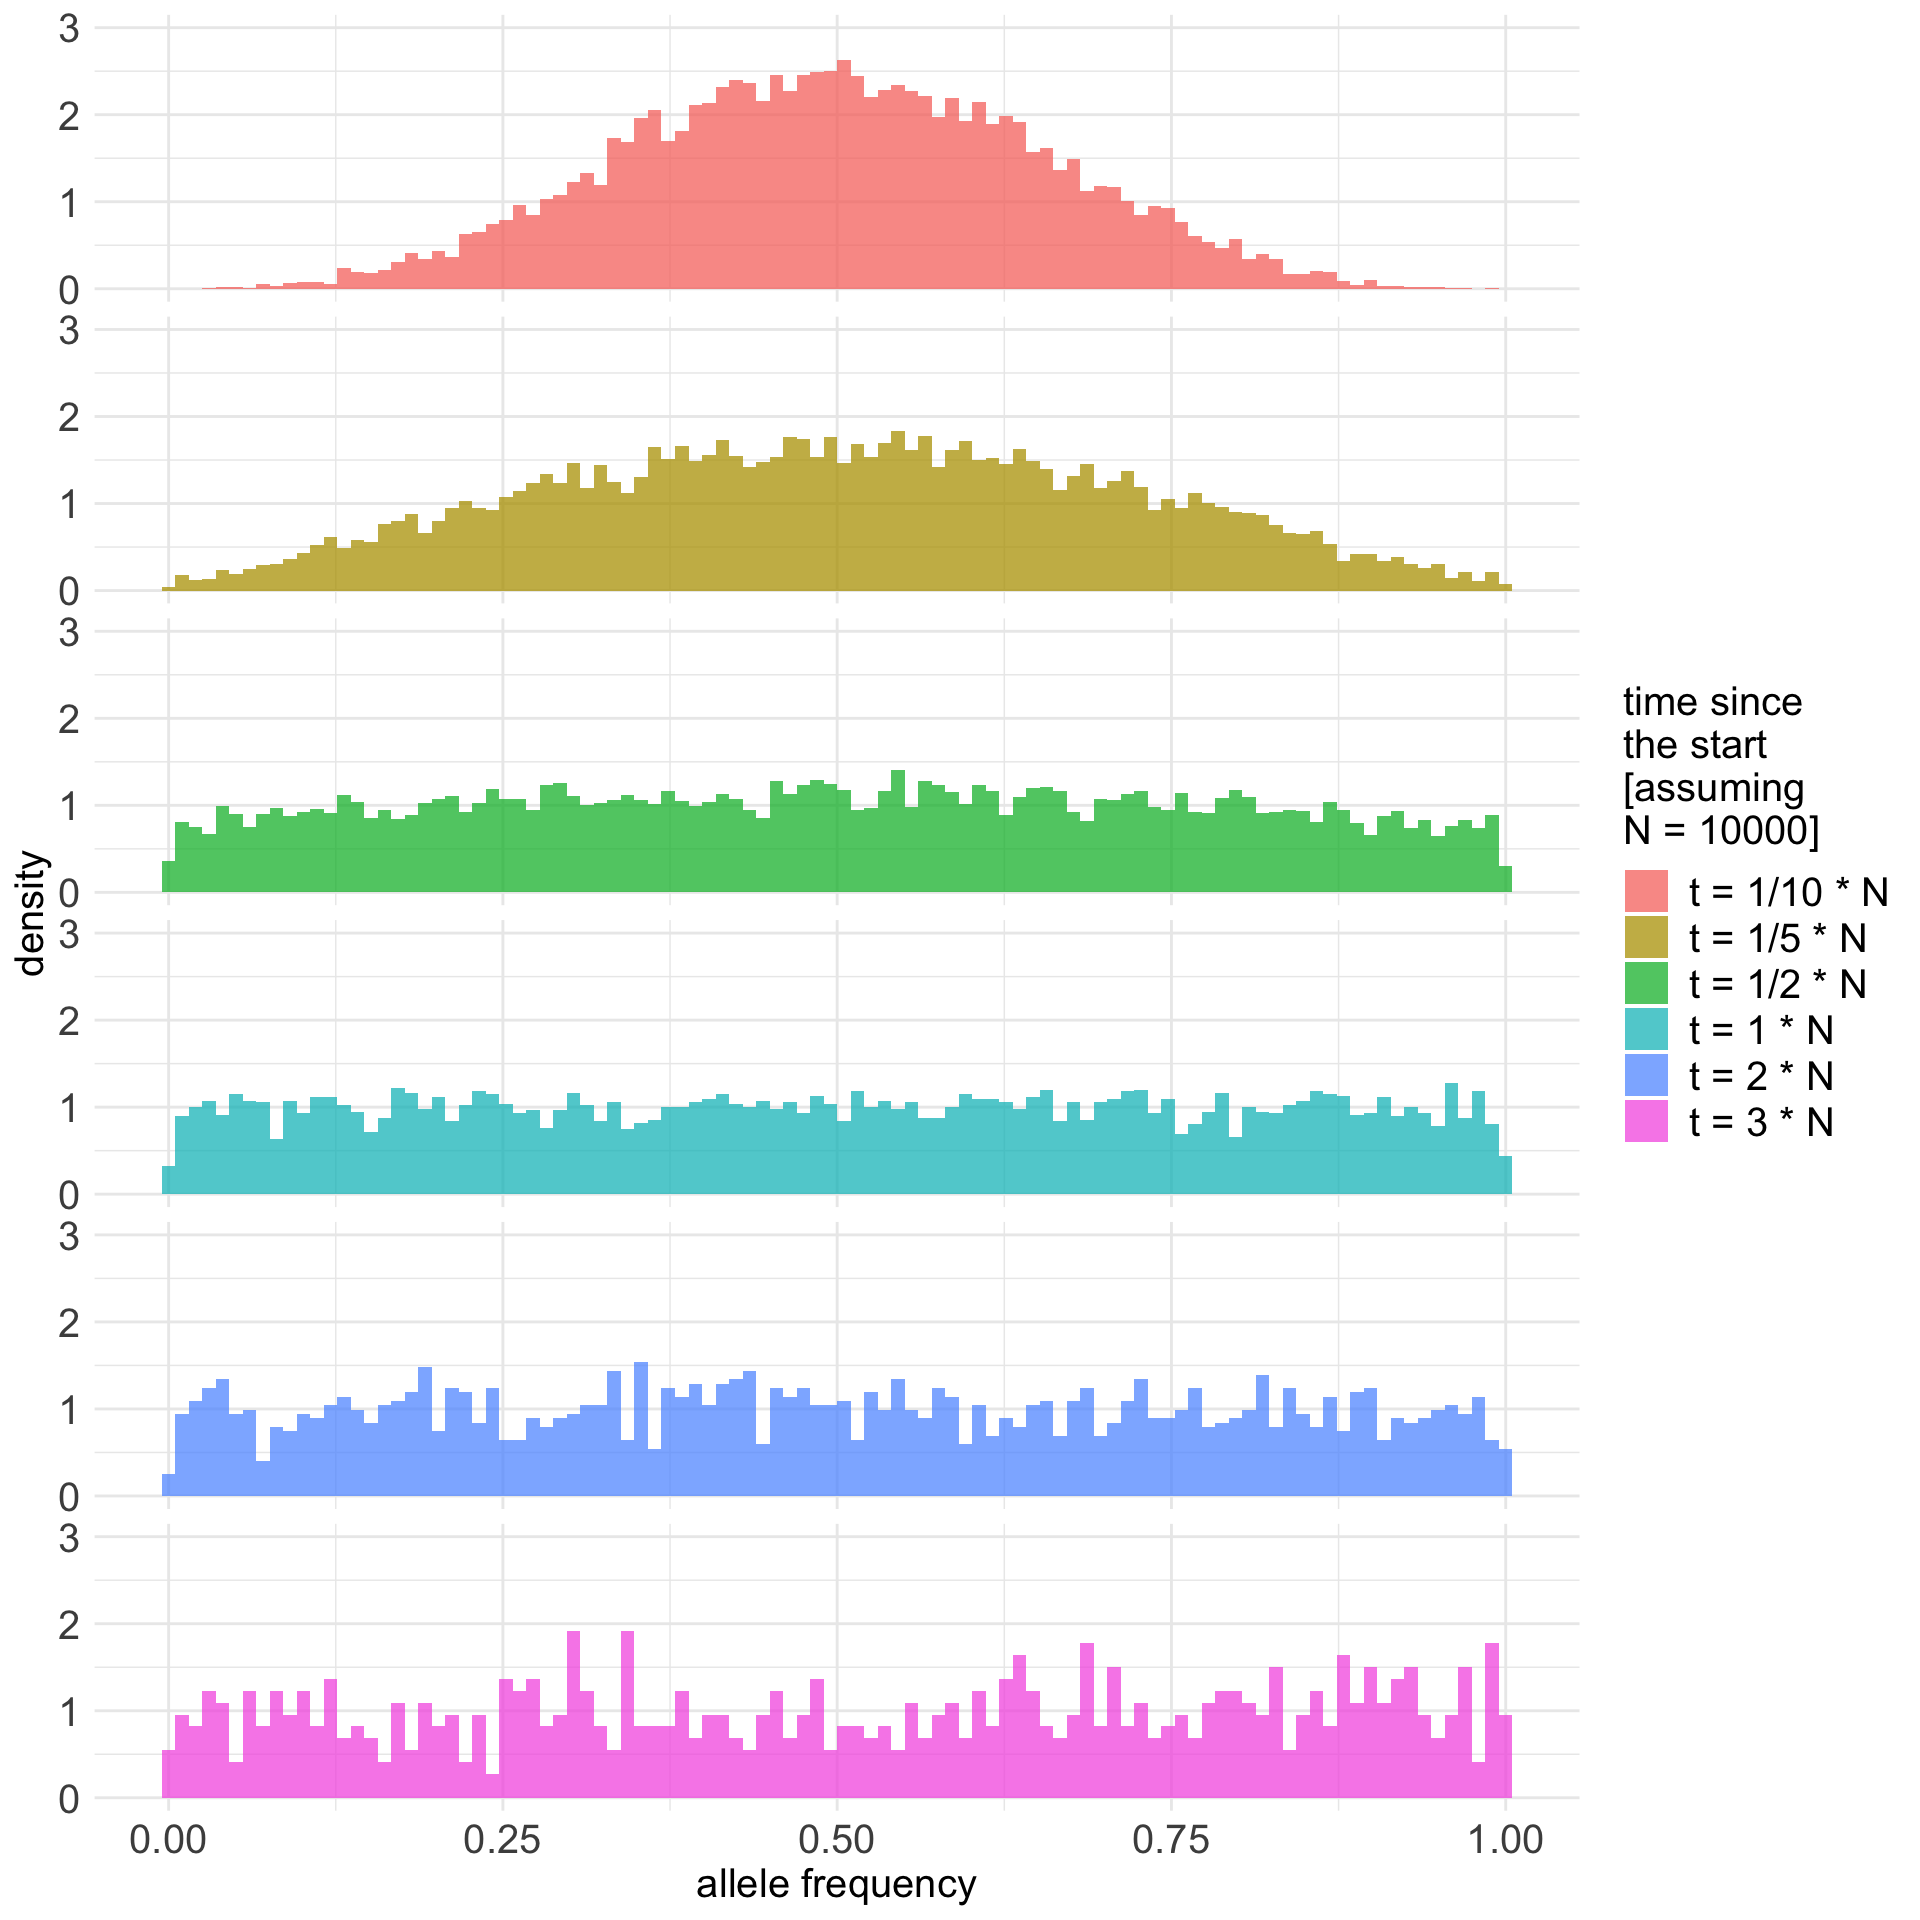 3
2
1
0
3
2
1
0
3
2
1
0
3
2
1
0
3
2
1
0
3
2
1
0
density
0.00 0.25 0.50 0.75 1.00
allele frequency
time since
the start
[assuming
N = 10000]
t = 1/10 * N
t = 1/5 * N
t = 1/2 * N
t = 1 * N
t = 2 * N
t = 3 * N